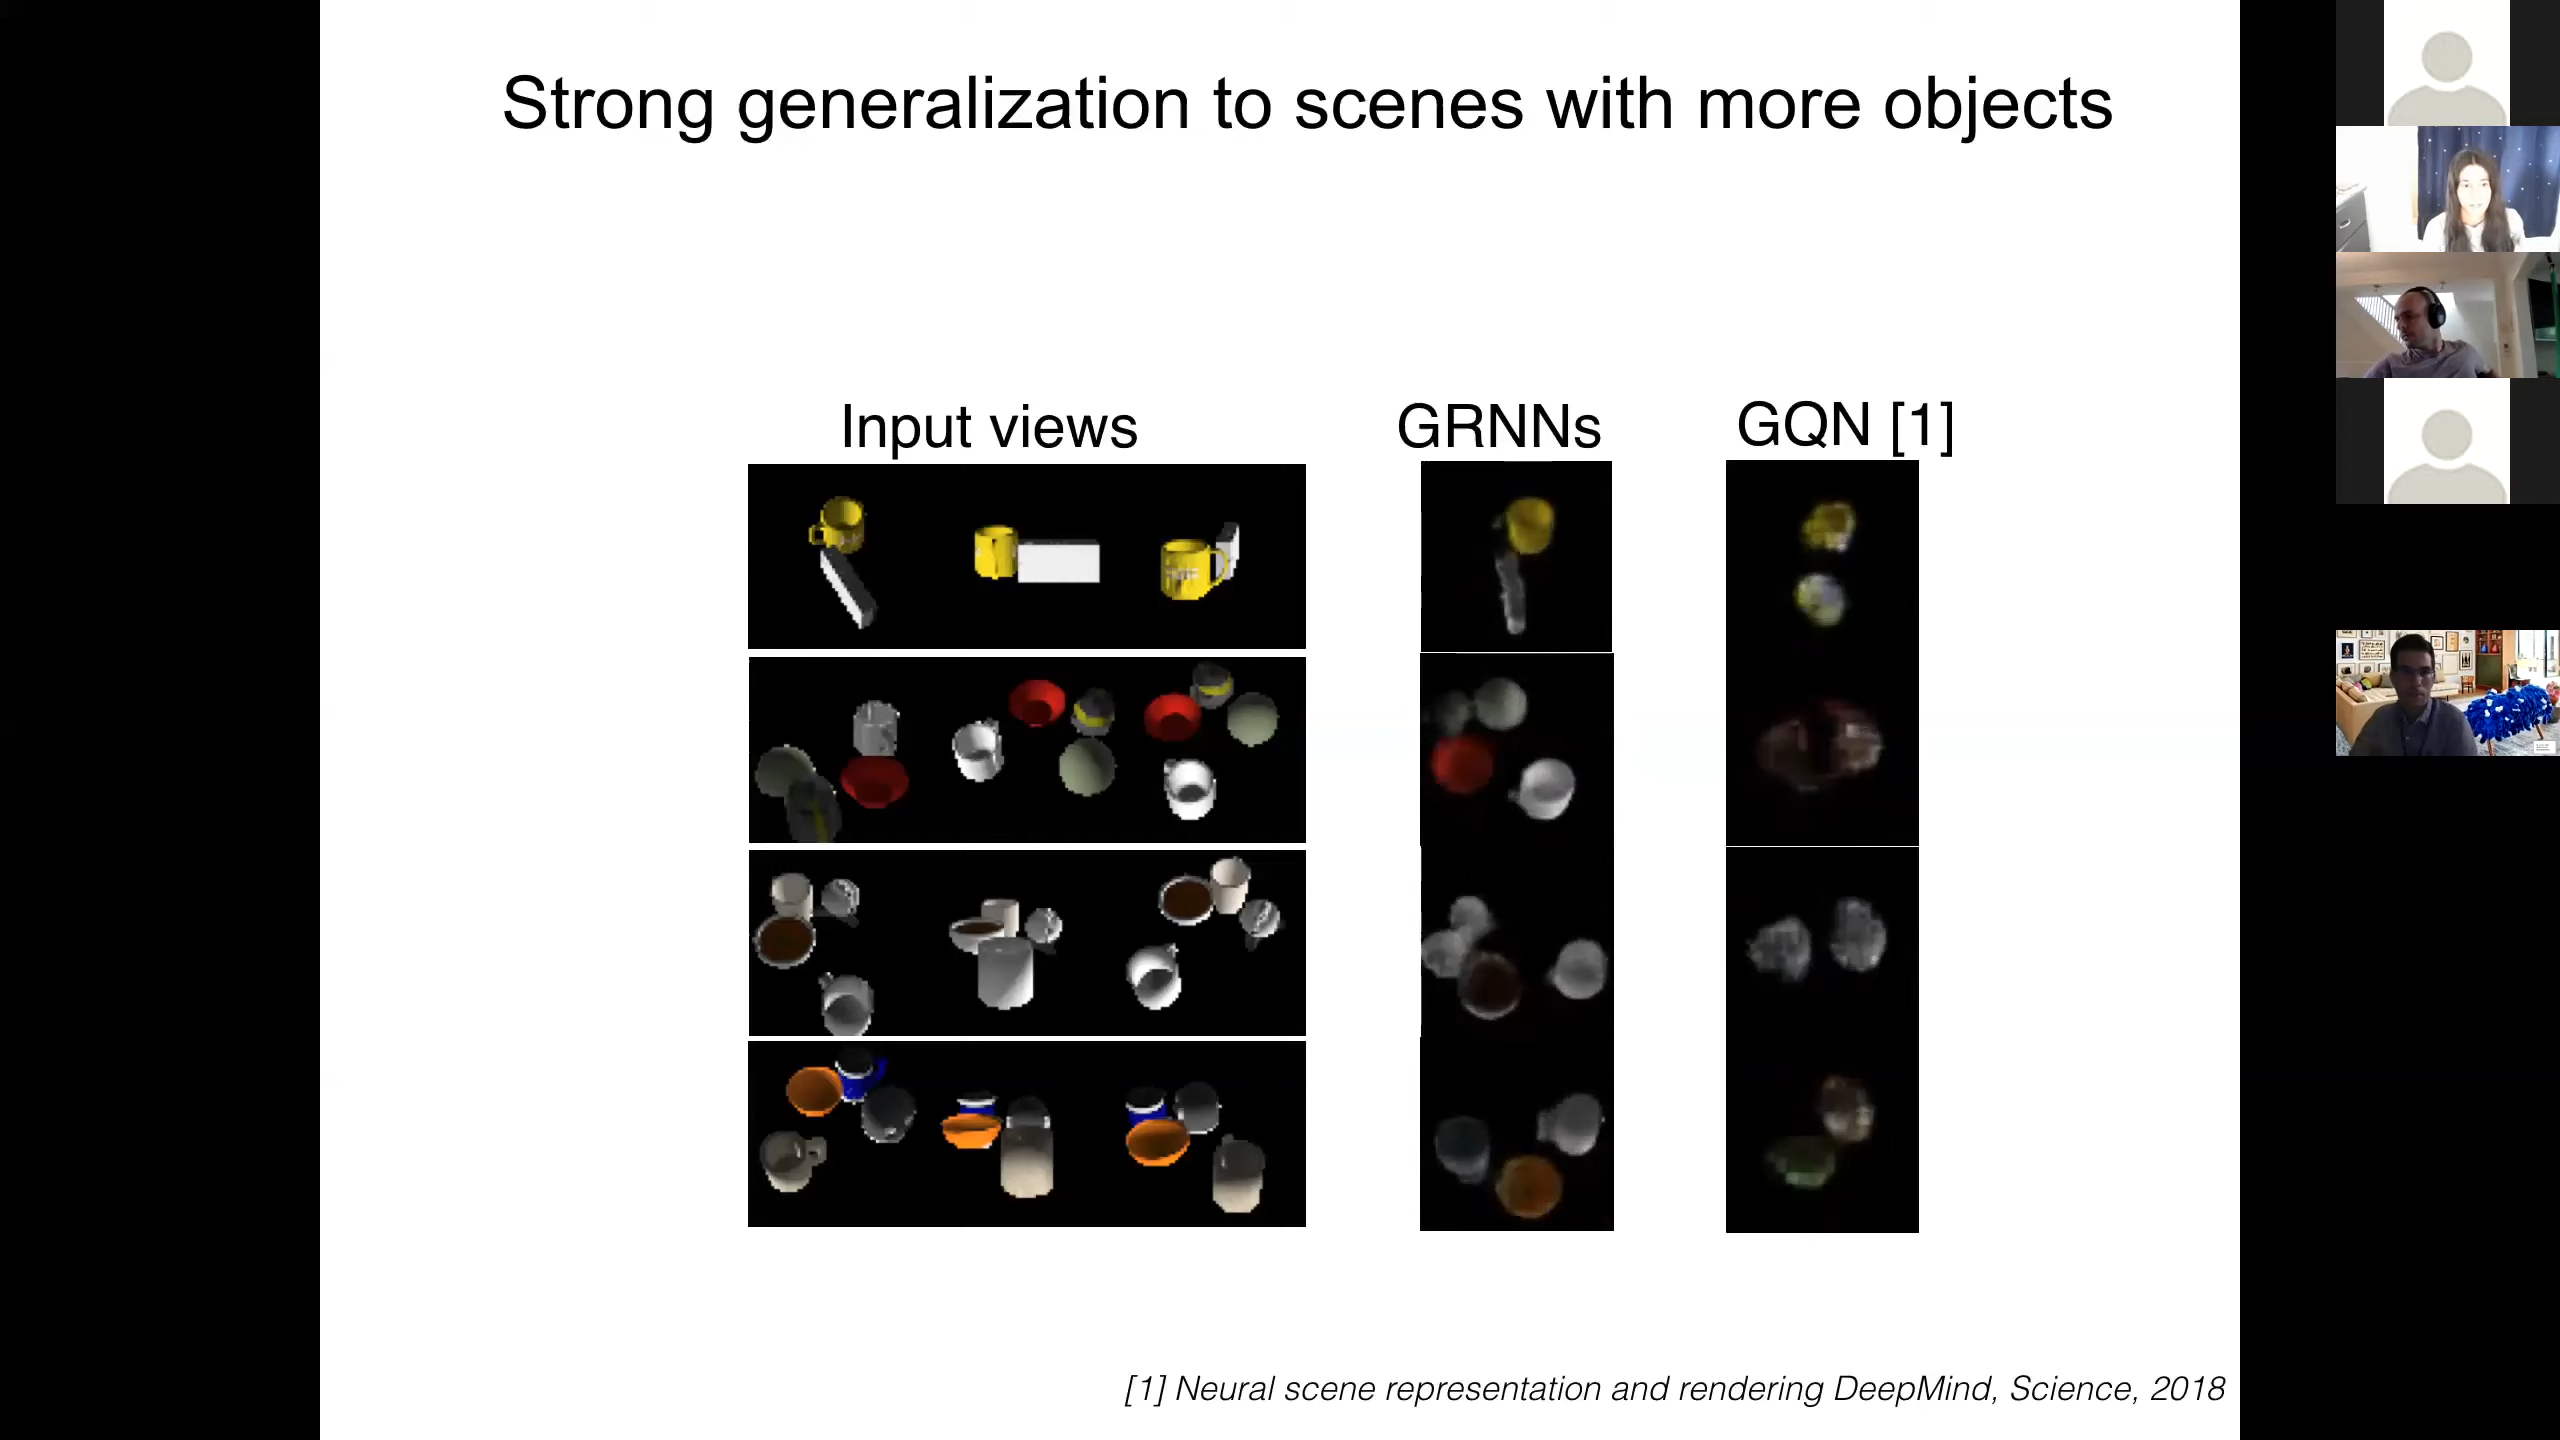 Strong generalization to scenes with more objects
Input views
GRNNs
GQN [1]
[1] Neural scene representation and rendering DeepMind, Science, 2018